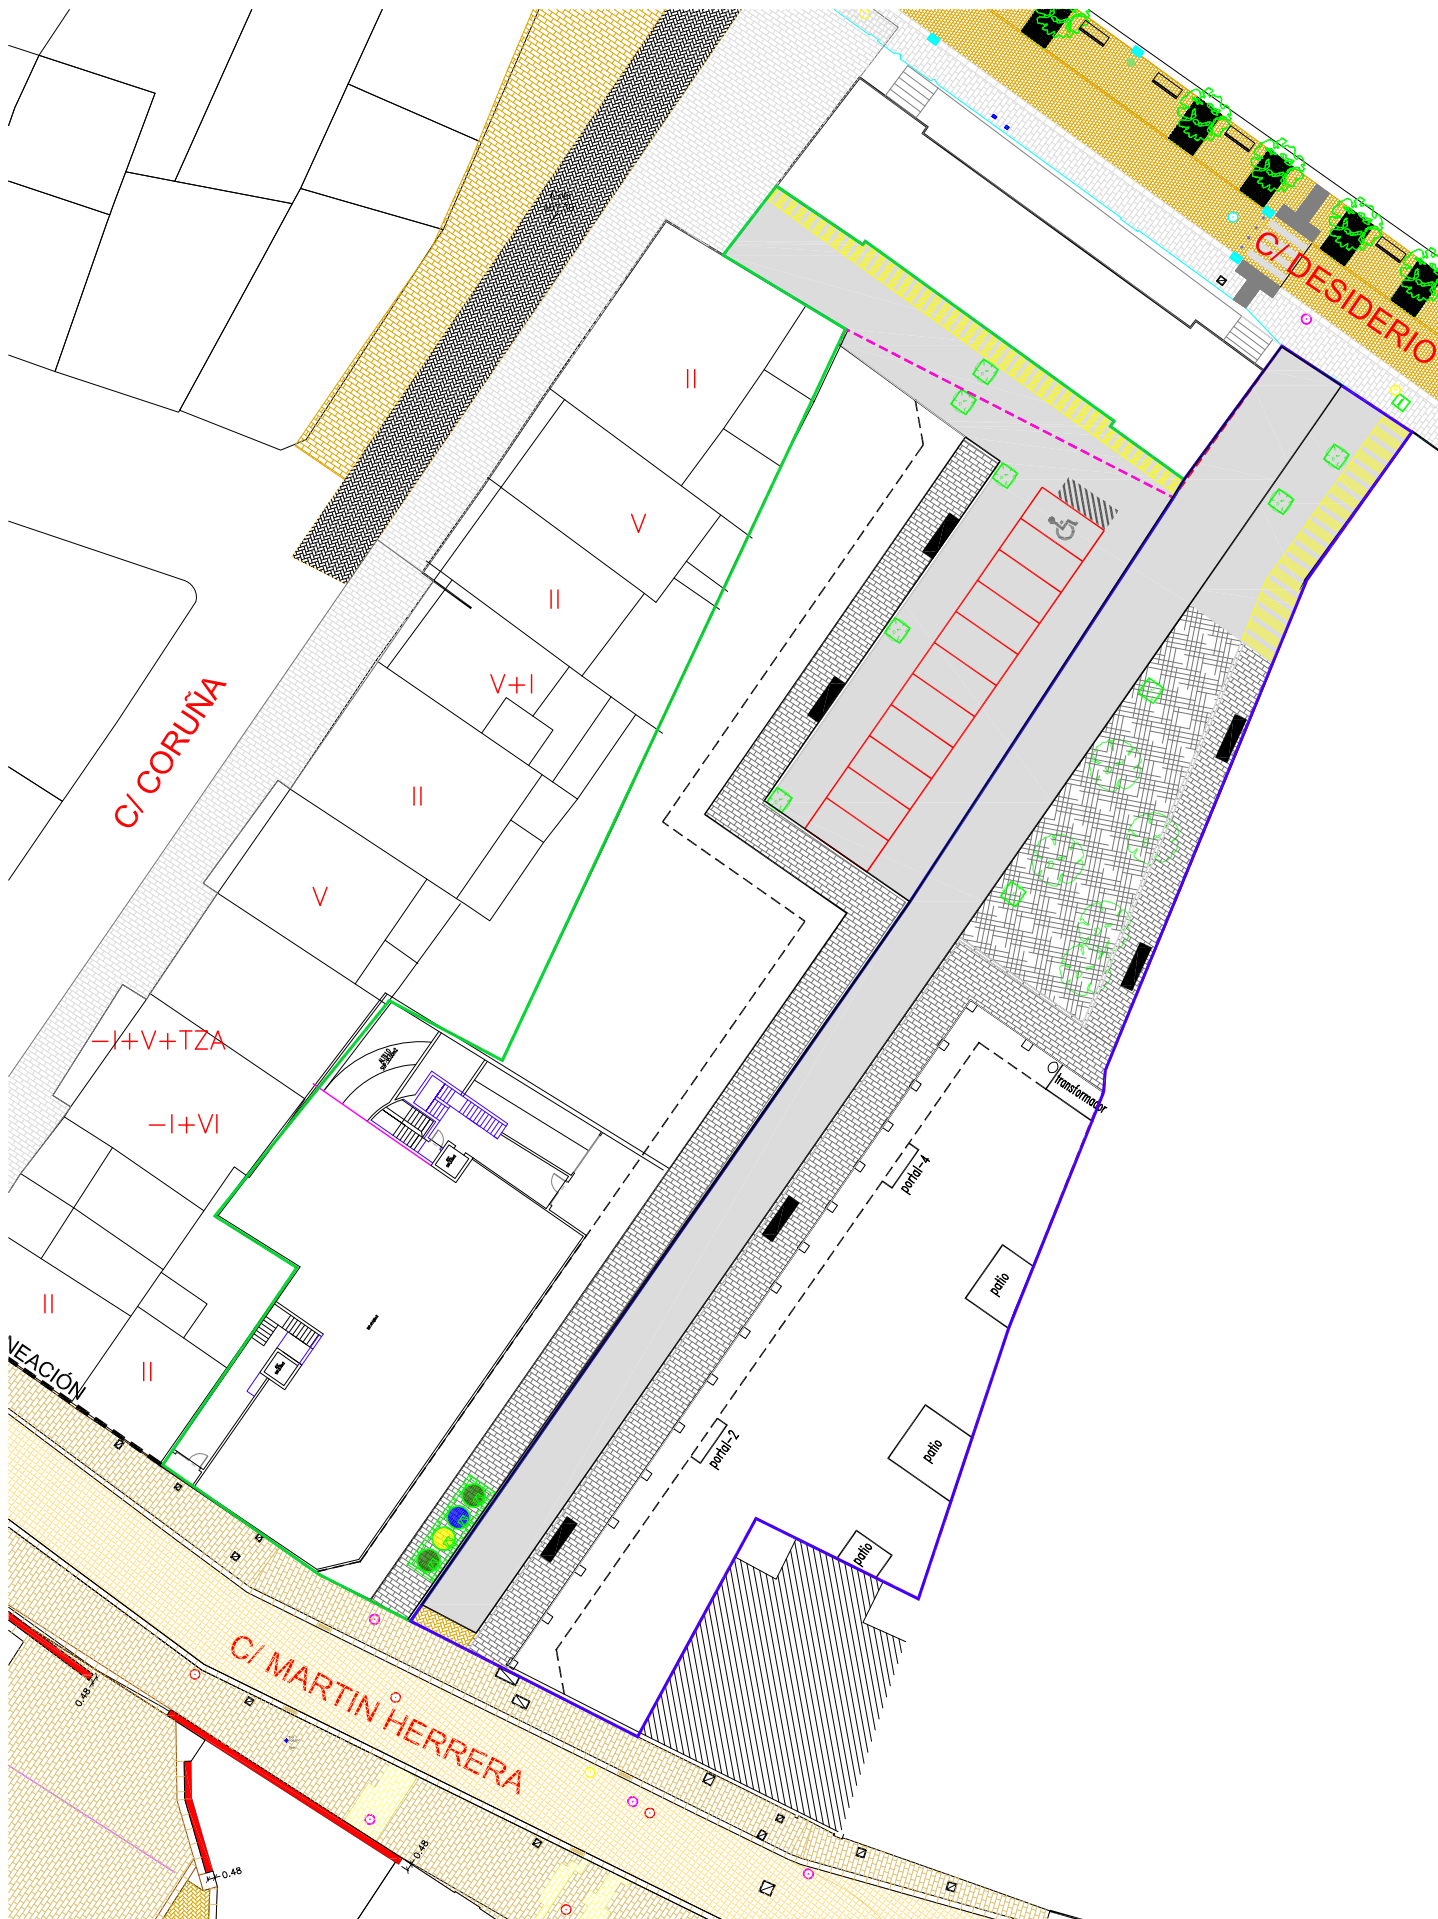 C/ DESIDERIO
II
V
II
V+I
C/ CORUÑA
II
V
-I+V+TZA
-I+VI
transformador
portal-4
patio
II
II
NEACIÓN
patio
portal-2
patio
C/ MARTIN HERRERA
0.48
0.48
0.48